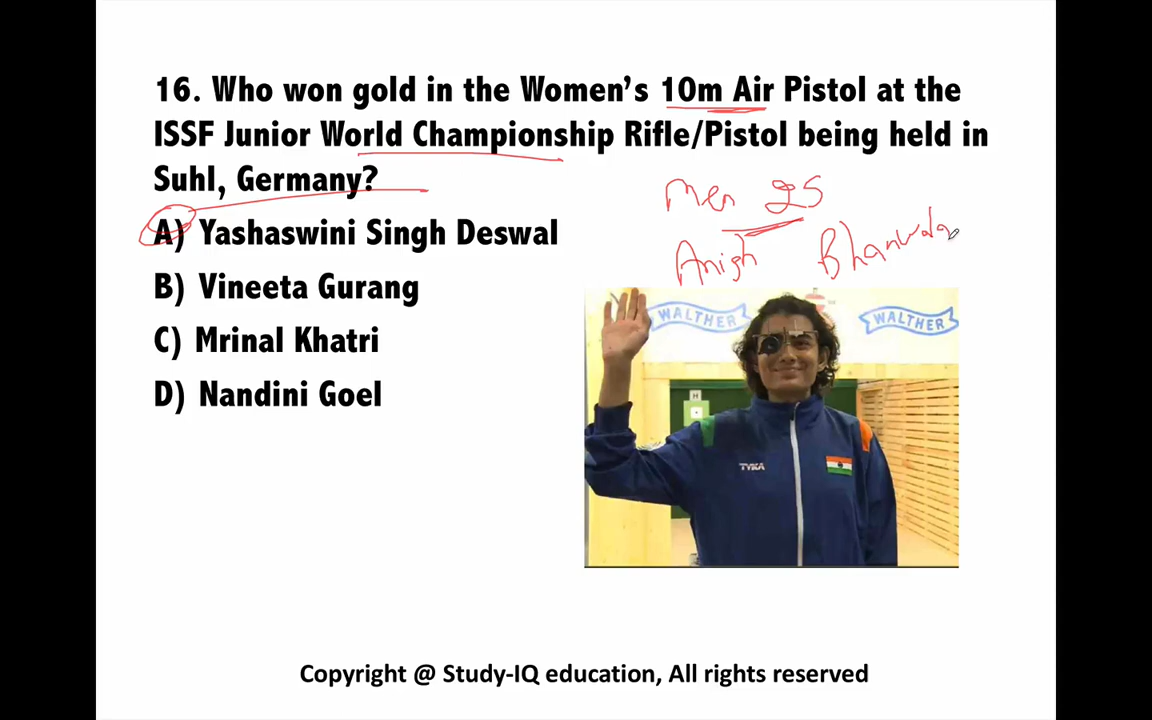 16. Who won gold in the Women's 10m Air Pistol at the
ISSF Junior World Championship Rifle/Pistol being held in
Suhl, Germany?
Men 25
A) Yashaswini Singh Deswal
Anish Bhanwala
B) Vineeta Gurang
WALTHER WALTHER
C) Mrinal Khatri
D) Nandini Goel
H
TYKA
Copyright @ Study-IQ education, All rights reserved